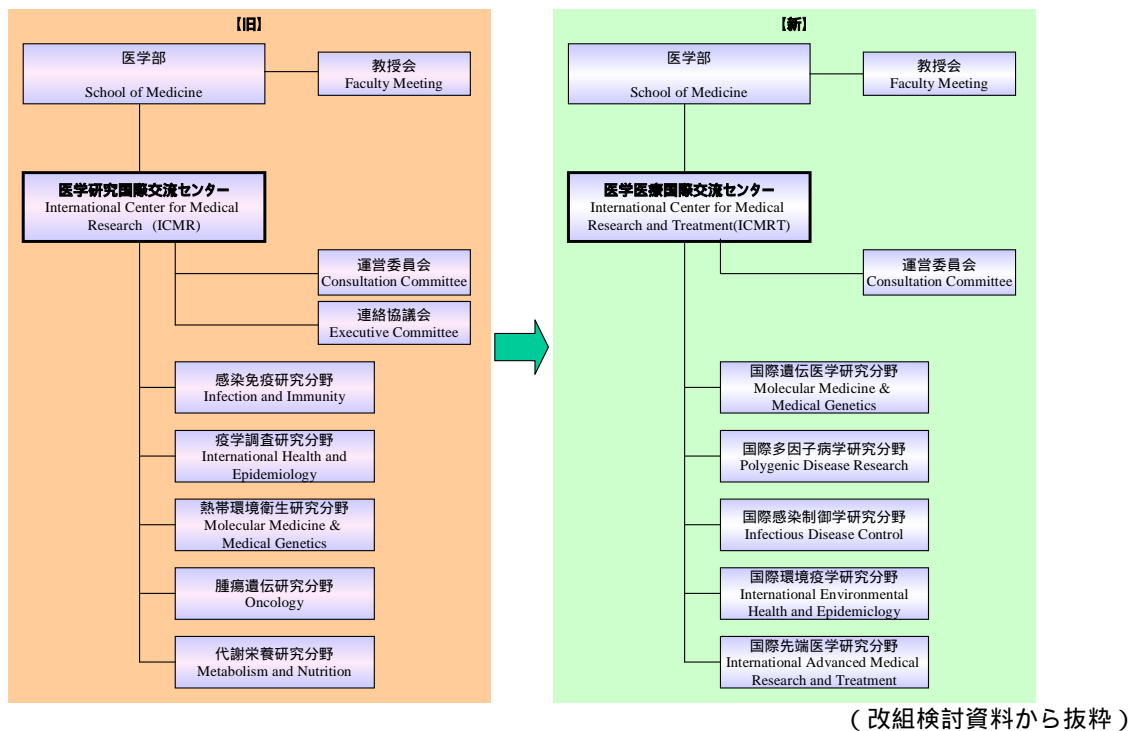 【旧】
医学部
School of Medicine
教授会
Faculty Meeting
医学研究国際交流センター
International Center for Medical
Research (ICMR)
運営委員会
Consultation Committee
連絡協議会
Executive Committee
感染免疫研究分野
Infection and Immunity
疫学調査研究分野
International Health and
Epidemiology
熱帯環境衛生研究分野
Molecular Medicine &
Medical Genetics
腫瘍遺伝研究分野
Oncology
代謝栄養研究分野
Metabolism and Nutrition
【新】
医学部
School of Medicine
教授会
Faculty Meeting
医学医療国際交流センター
International Center for Medical
Research and Treatment(ICMRT)
運営委員会
Consultation Committee
国際遺伝医学研究分野
Molecular Medicine &
Medical Genetics
国際多因子病学研究分野
Polygenic Disease Research
国際感染制御学研究分野
Infectious Disease Control
国際環境疫学研究分野
International Environmental
Health and Epidemiclogy
国際先端医学研究分野
International Advanced Medical
Research and Treatment
(改組検討資料から抜粋)